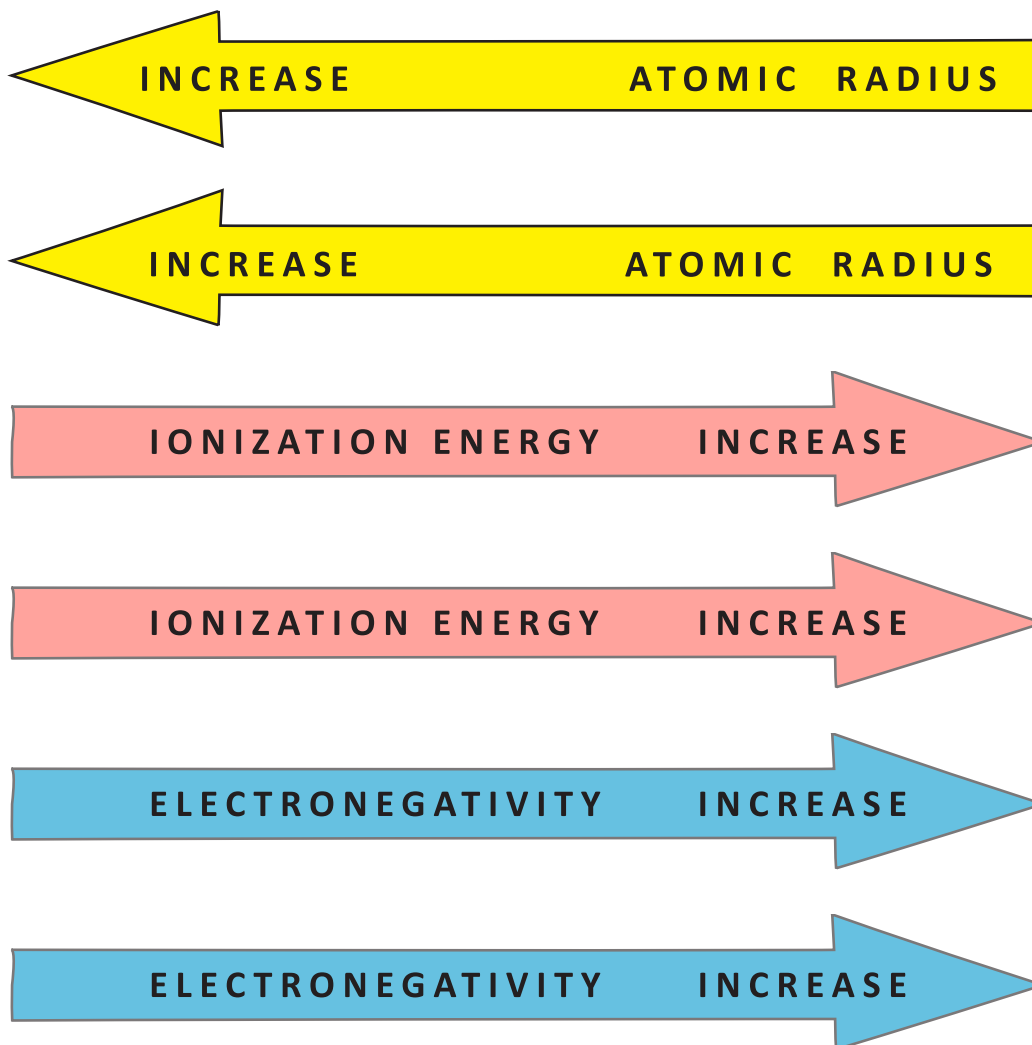 INCREASE ATOMIC RADIUS
INCREASE ATOMIC RADIUS
IONIZATION ENERGY INCREASE
IONIZATION ENERGY INCREASE
ELECTRONEGATIVITY INCREASE
ELECTRONEGATIVITY INCREASE